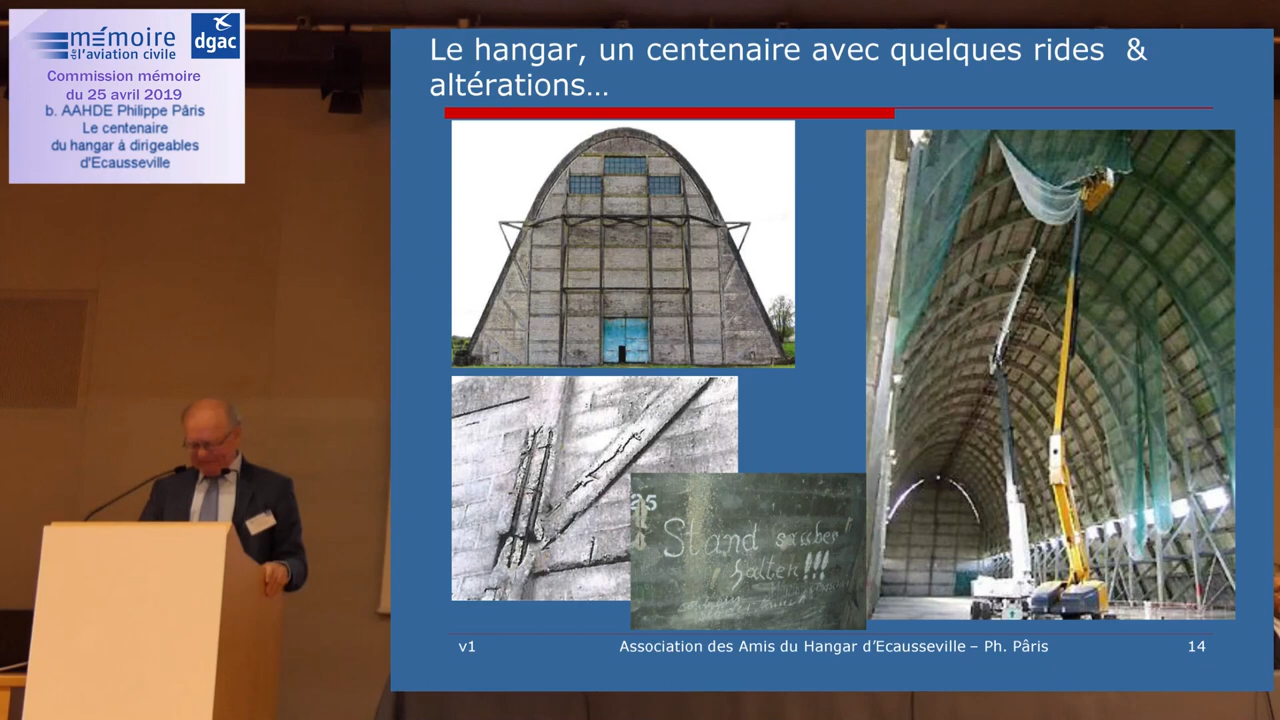 mémoire
de l'aviation civile
dgac
Commission mémoire
du 25 avril 2019
b. AAHDE Philippe Pâris
Le centenaire
du hangar à dirigeables
d'Ecausseville
Le hangar, un centenaire avec quelques rides &
altérations…
25
Stand sauber
halten!!!
v1 Association des Amis du Hangar d'Ecausseville – Ph. Pâris 14